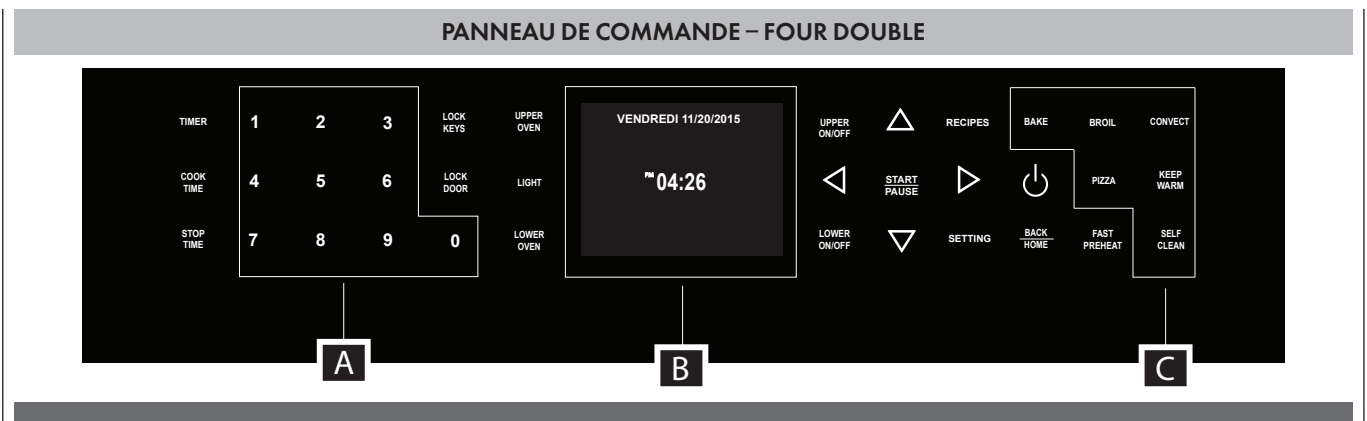 PANNEAU DE COMMANDE – FOUR DOUBLE
TIMER
1
2
3
LOCK
KEYS
UPPER
OVEN
VENDREDI 11/20/2015
UPPER
ON/OFF
RECIPES
BAKE
BROIL
CONVECT
COOK
TIME
4
5
6
LOCK
DOOR
LIGHT
PM 04:26
START
PAUSE
PIZZA
KEEP
WARM
STOP
TIME
7
8
9
0
LOWER
OVEN
LOWER
ON/OFF
SETTING
BACK
HOME
FAST
PREHEAT
SELF
CLEAN
A
B
C